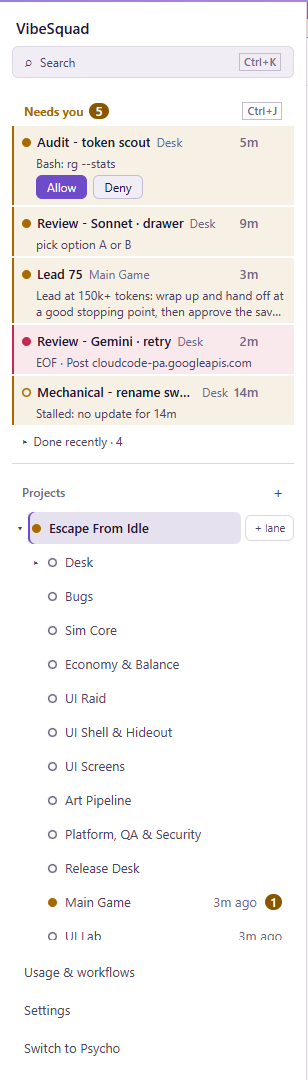 VibeSquad
Search Ctrl+K
Needs you 5 Ctrl+J
Audit - token scout Desk 5m
Bash: rg --stats
Allow Deny
Review - Sonnet · drawer Desk 9m
pick option A or B
Lead 75 Main Game 3m
Lead at 150k+ tokens: wrap up and hand off at
a good stopping point, then approve the sav...
Review - Gemini · retry Desk 2m
EOF · Post cloudcode-pa.googleapis.com
Mechanical - rename sw... Desk 14m
Stalled: no update for 14m
Done recently · 4
Projects +
Escape From Idle + lane
Desk
Bugs
Sim Core
Economy & Balance
UI Raid
UI Shell & Hideout
UI Screens
Art Pipeline
Platform, QA & Security
Release Desk
Main Game 3m ago 1
UI Lab 3m ago
Usage & workflows
Settings
Switch to Psycho